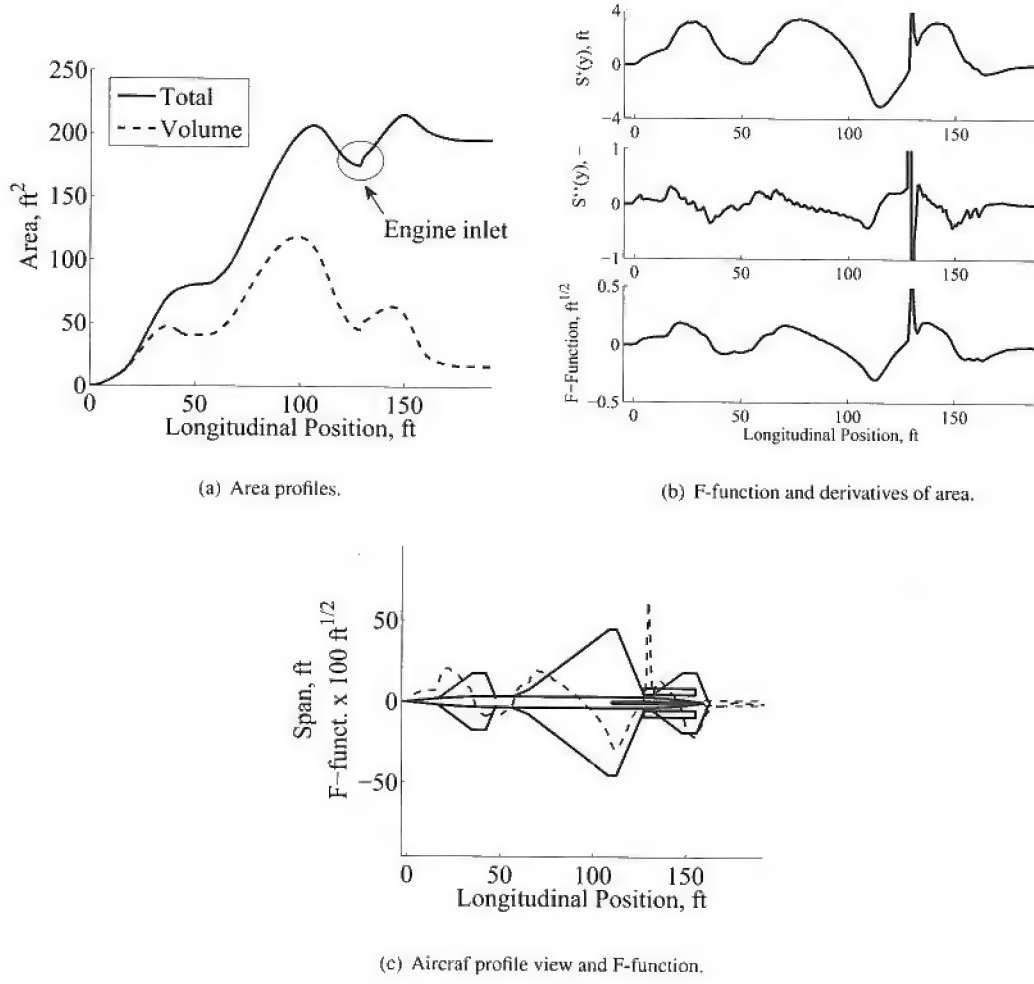 250
200
150
100
50
0
Area, ft²
Total
Volume
Engine inlet
0 50 100 150
Longitudinal Position, ft
(a) Area profiles.
4
0
−4
S‘(y), ft
0 50 100 150
1
0
−1
S‘‘(y), −
0 50 100 150
0.5
0
−0.5
F−Function, ft^1/2
0 50 100 150
Longitudinal Position, ft
(b) F-function and derivatives of area.
50
0
−50
Span, ft
F−funct. x 100 ft^1/2
0 50 100 150
Longitudinal Position, ft
(c) Aircraf profile view and F-function.